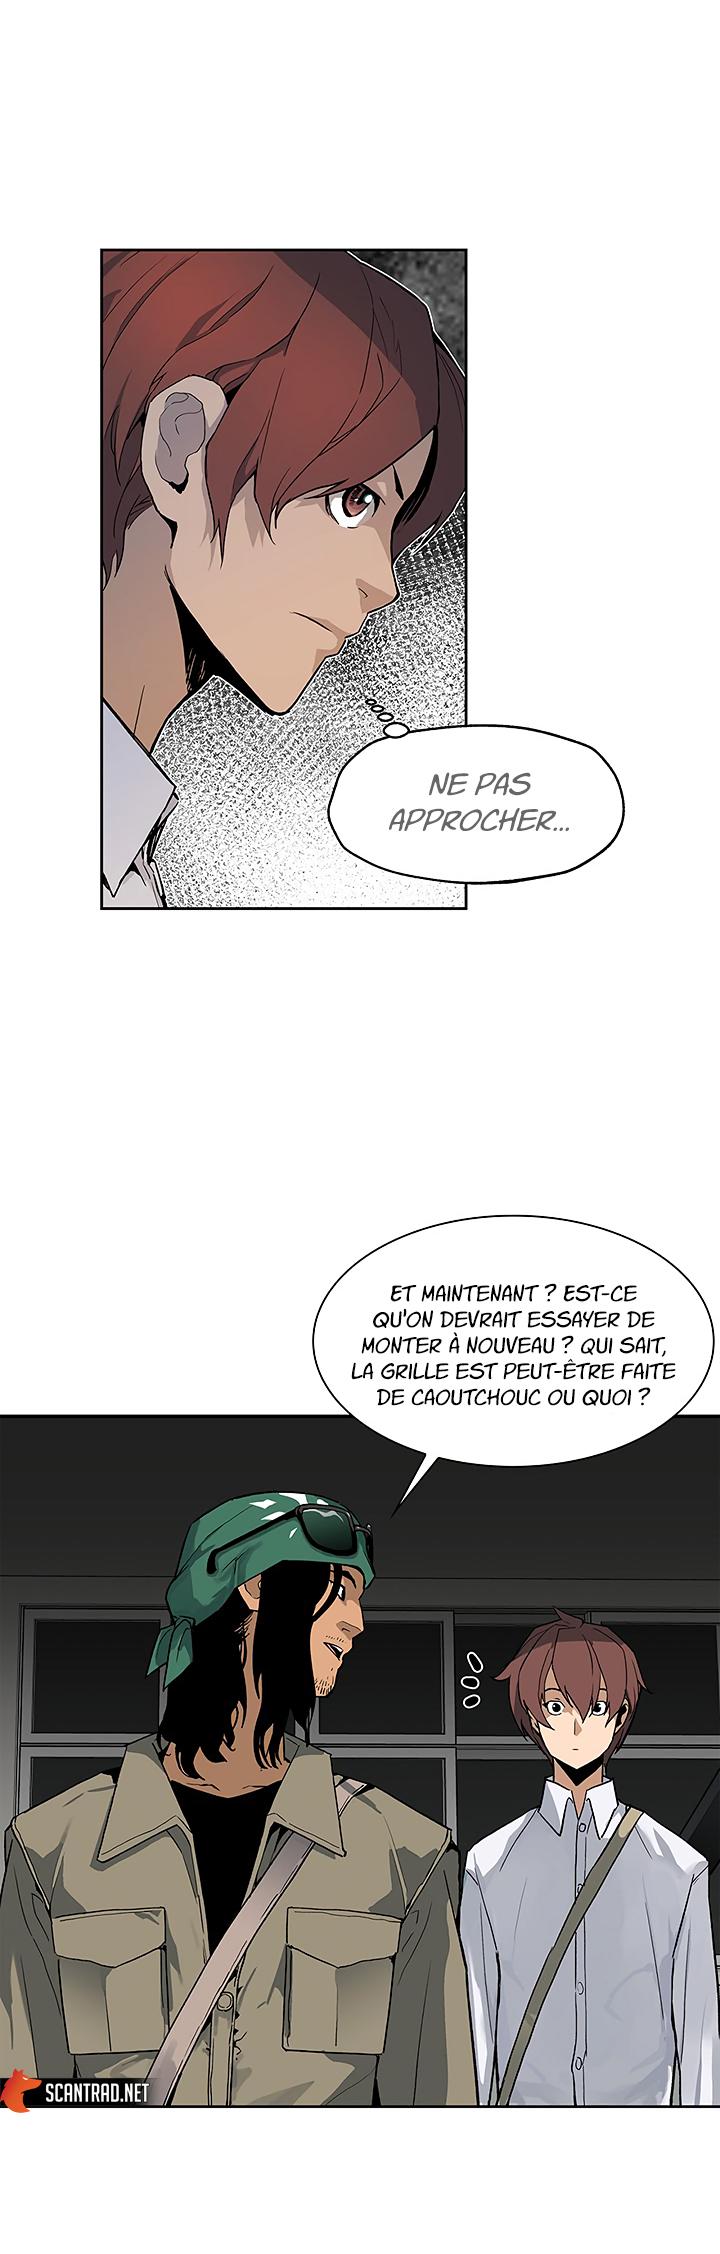 NE PAS
APPROCHER...
ET MAINTENANT ? EST-CE
QU'ON DEVRAIT ESSAYER DE
MONTER À NOUVEAU ? QUI SAIT,
LA GRILLE EST PEUT-ÊTRE FAITE
DE CAOUTCHOUC OU QUOI ?
SCANTRAD.NET